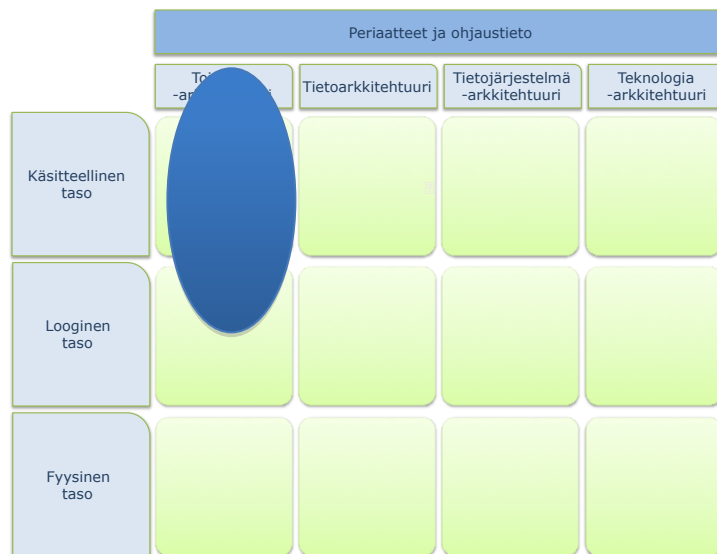 Periaatteet ja ohjaustieto
Tietoarkkitehtuuri
Tietojärjestelmä
-arkkitehtuuri
Teknologia
-arkkitehtuuri
Käsitteellinen
taso
Looginen
taso
Fyysinen
taso